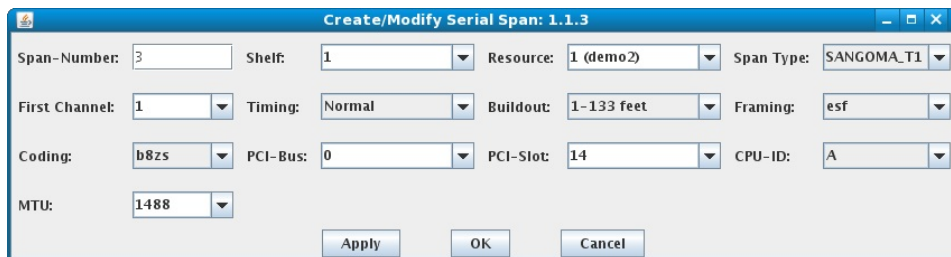 Create/Modify Serial Span: 1.1.3
Span-Number: 3 Shelf: 1 Resource: 1 (demo2) Span Type: SANGOMA_T1
First Channel: 1 Timing: Normal Buildout: 1-133 feet Framing: esf
Coding: b8zs PCI-Bus: 0 PCI-Slot: 14 CPU-ID: A
MTU: 1488
Apply OK Cancel